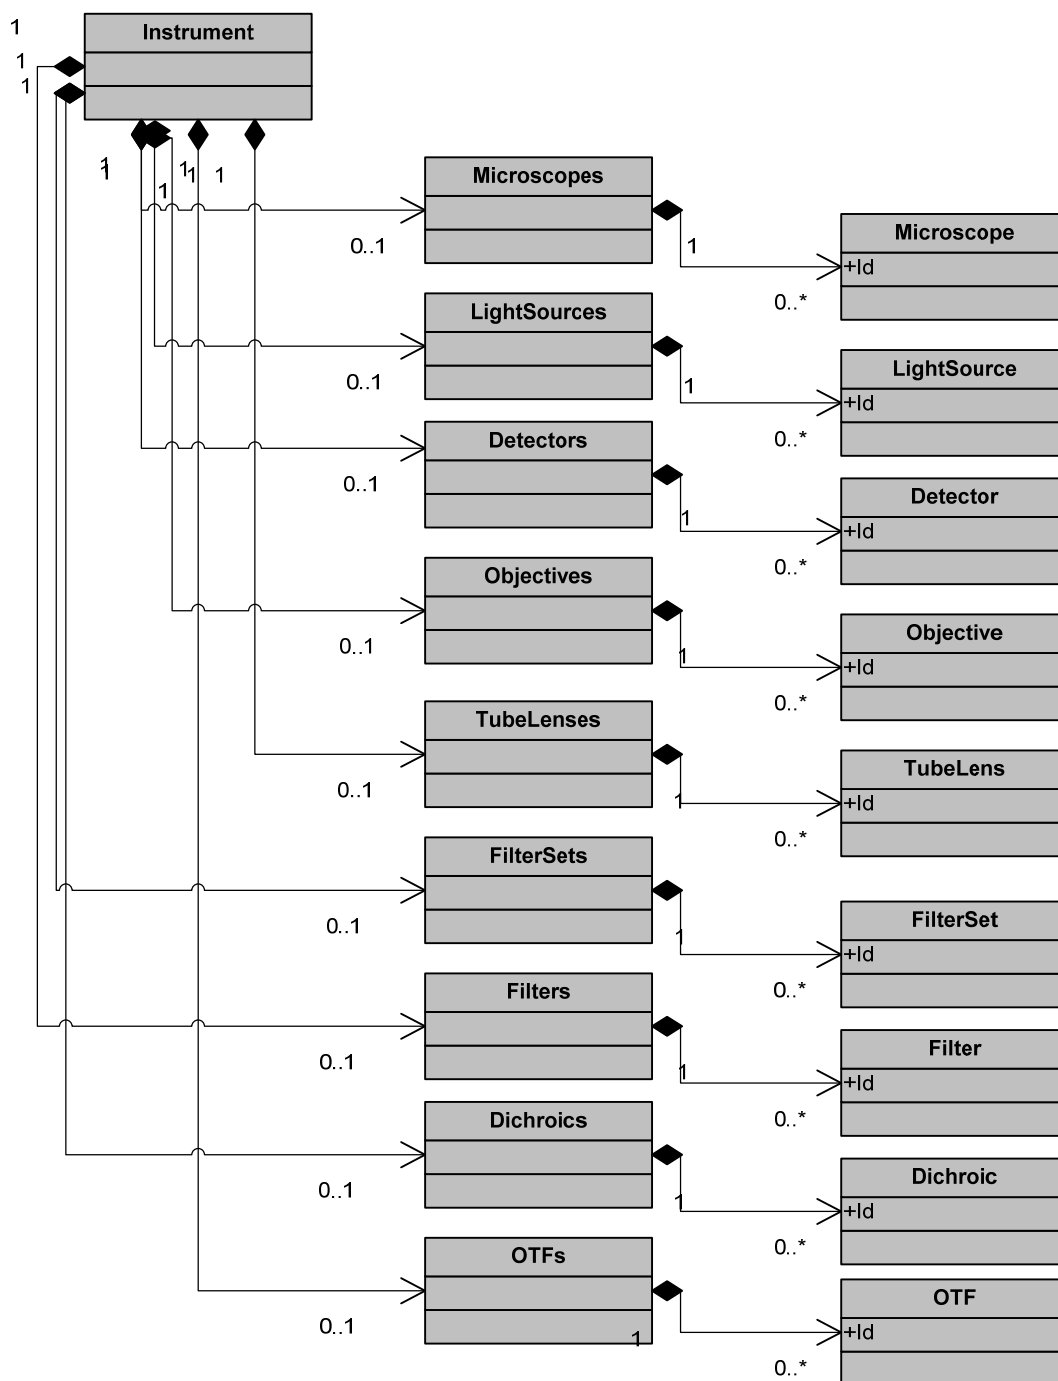 1
Instrument
1
1
1
1
1
1
1
1
Microscopes
0..1
1
Microscope
+Id
0..*
LightSources
0..1
1
LightSource
+Id
0..*
Detectors
0..1
1
Detector
+Id
0..*
Objectives
0..1
1
Objective
+Id
0..*
TubeLenses
0..1
1
TubeLens
+Id
0..*
FilterSets
0..1
1
FilterSet
+Id
0..*
Filters
0..1
1
Filter
+Id
0..*
Dichroics
0..1
1
Dichroic
+Id
0..*
OTFs
0..1
1
OTF
+Id
0..*